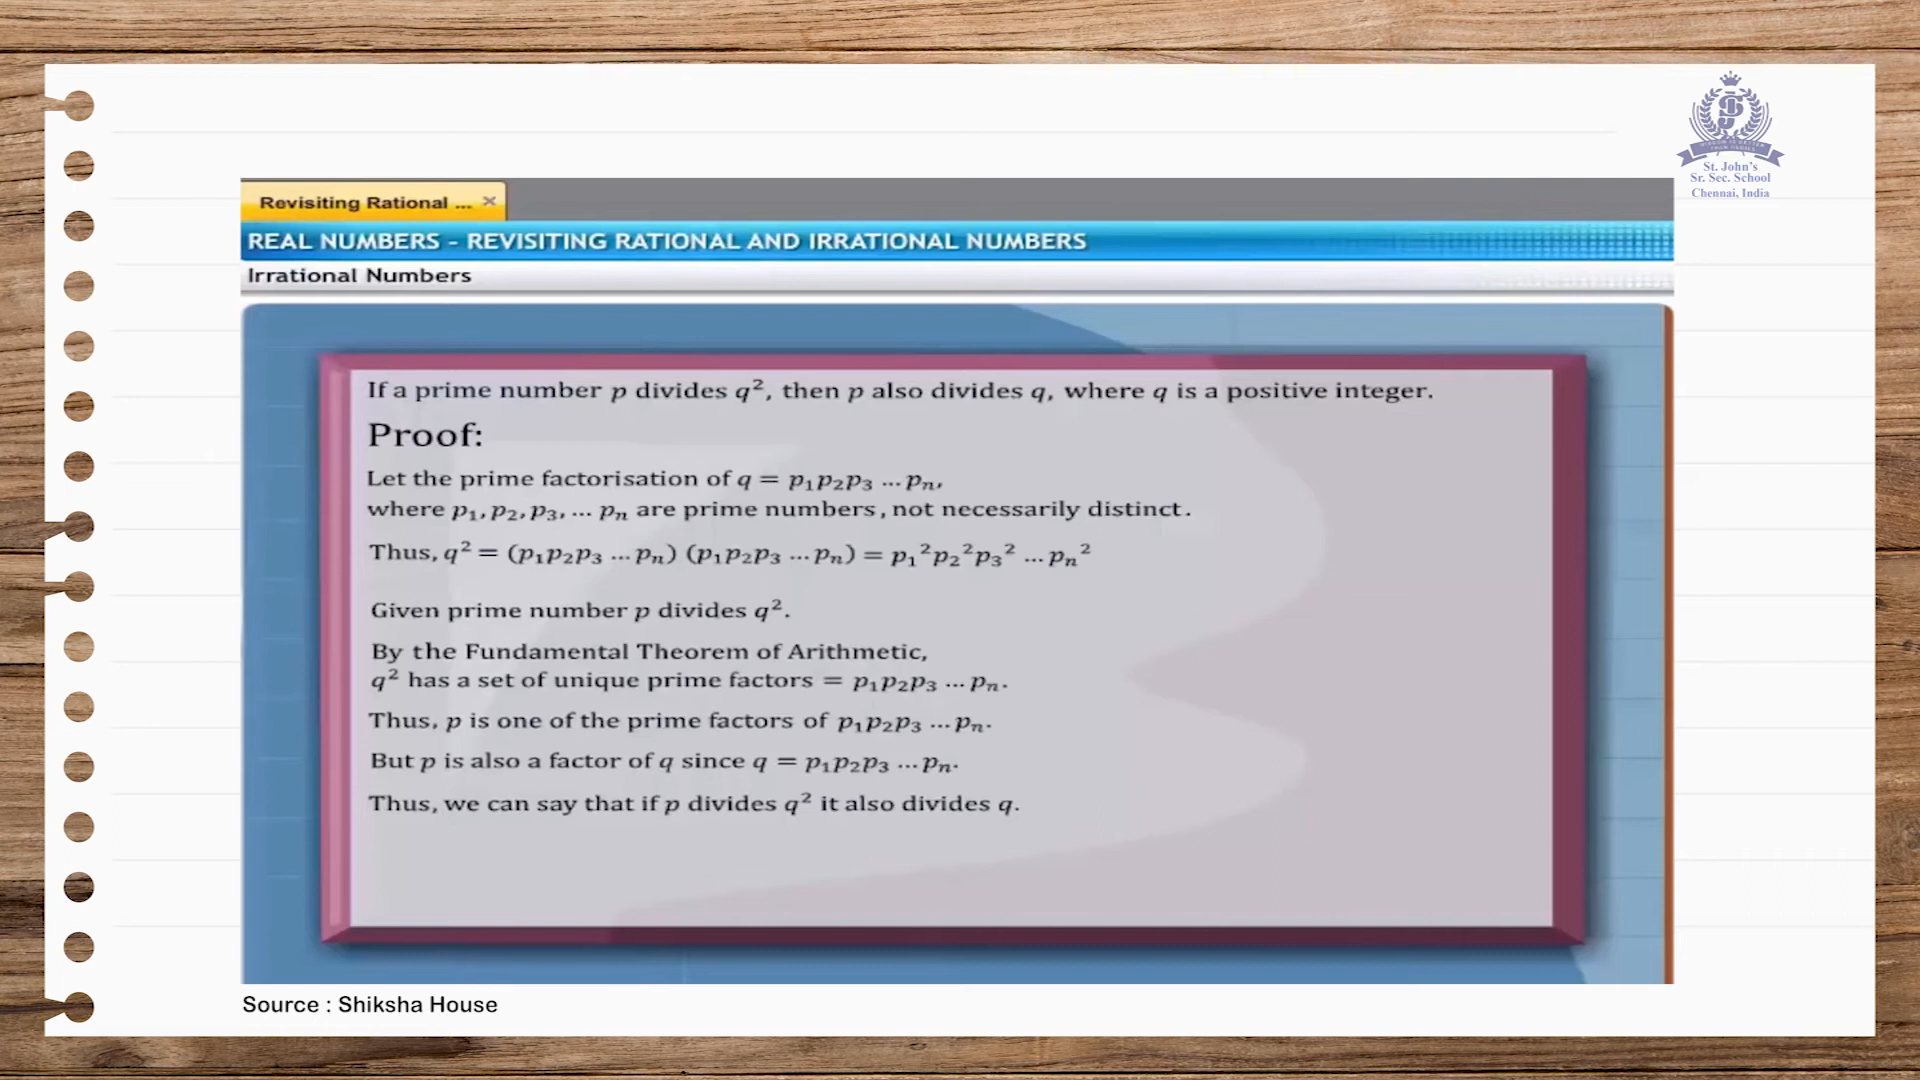 WISDOM IS BETTER
THAN RUBIES
St. John's
Sr. Sec. School
Chennai, India
Revisiting Rational ... ×
REAL NUMBERS - REVISITING RATIONAL AND IRRATIONAL NUMBERS
Irrational Numbers
If a prime number p divides q², then p also divides q, where q is a positive integer.
Proof:
Let the prime factorisation of q = p₁p₂p₃ ... pₙ,
where p₁, p₂, p₃, ... pₙ are prime numbers, not necessarily distinct.
Thus, q² = (p₁p₂p₃ ... pₙ) (p₁p₂p₃ ... pₙ) = p₁²p₂²p₃² ... pₙ²
Given prime number p divides q².
By the Fundamental Theorem of Arithmetic,
q² has a set of unique prime factors = p₁p₂p₃ ... pₙ.
Thus, p is one of the prime factors of p₁p₂p₃ ... pₙ.
But p is also a factor of q since q = p₁p₂p₃ ... pₙ.
Thus, we can say that if p divides q² it also divides q.
Source : Shiksha House